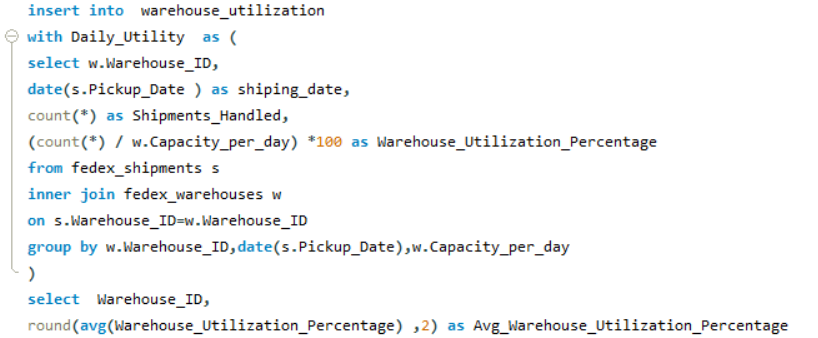 insert into  warehouse_utilization
with Daily_Utility  as (
select w.Warehouse_ID,
date(s.Pickup_Date ) as shiping_date,
count(*) as Shipments_Handled,
(count(*) / w.Capacity_per_day) *100 as Warehouse_Utilization_Percentage
from fedex_shipments s
inner join fedex_warehouses w
on s.Warehouse_ID=w.Warehouse_ID
group by w.Warehouse_ID,date(s.Pickup_Date),w.Capacity_per_day
)
select  Warehouse_ID,
round(avg(Warehouse_Utilization_Percentage) ,2) as Avg_Warehouse_Utilization_Percentage